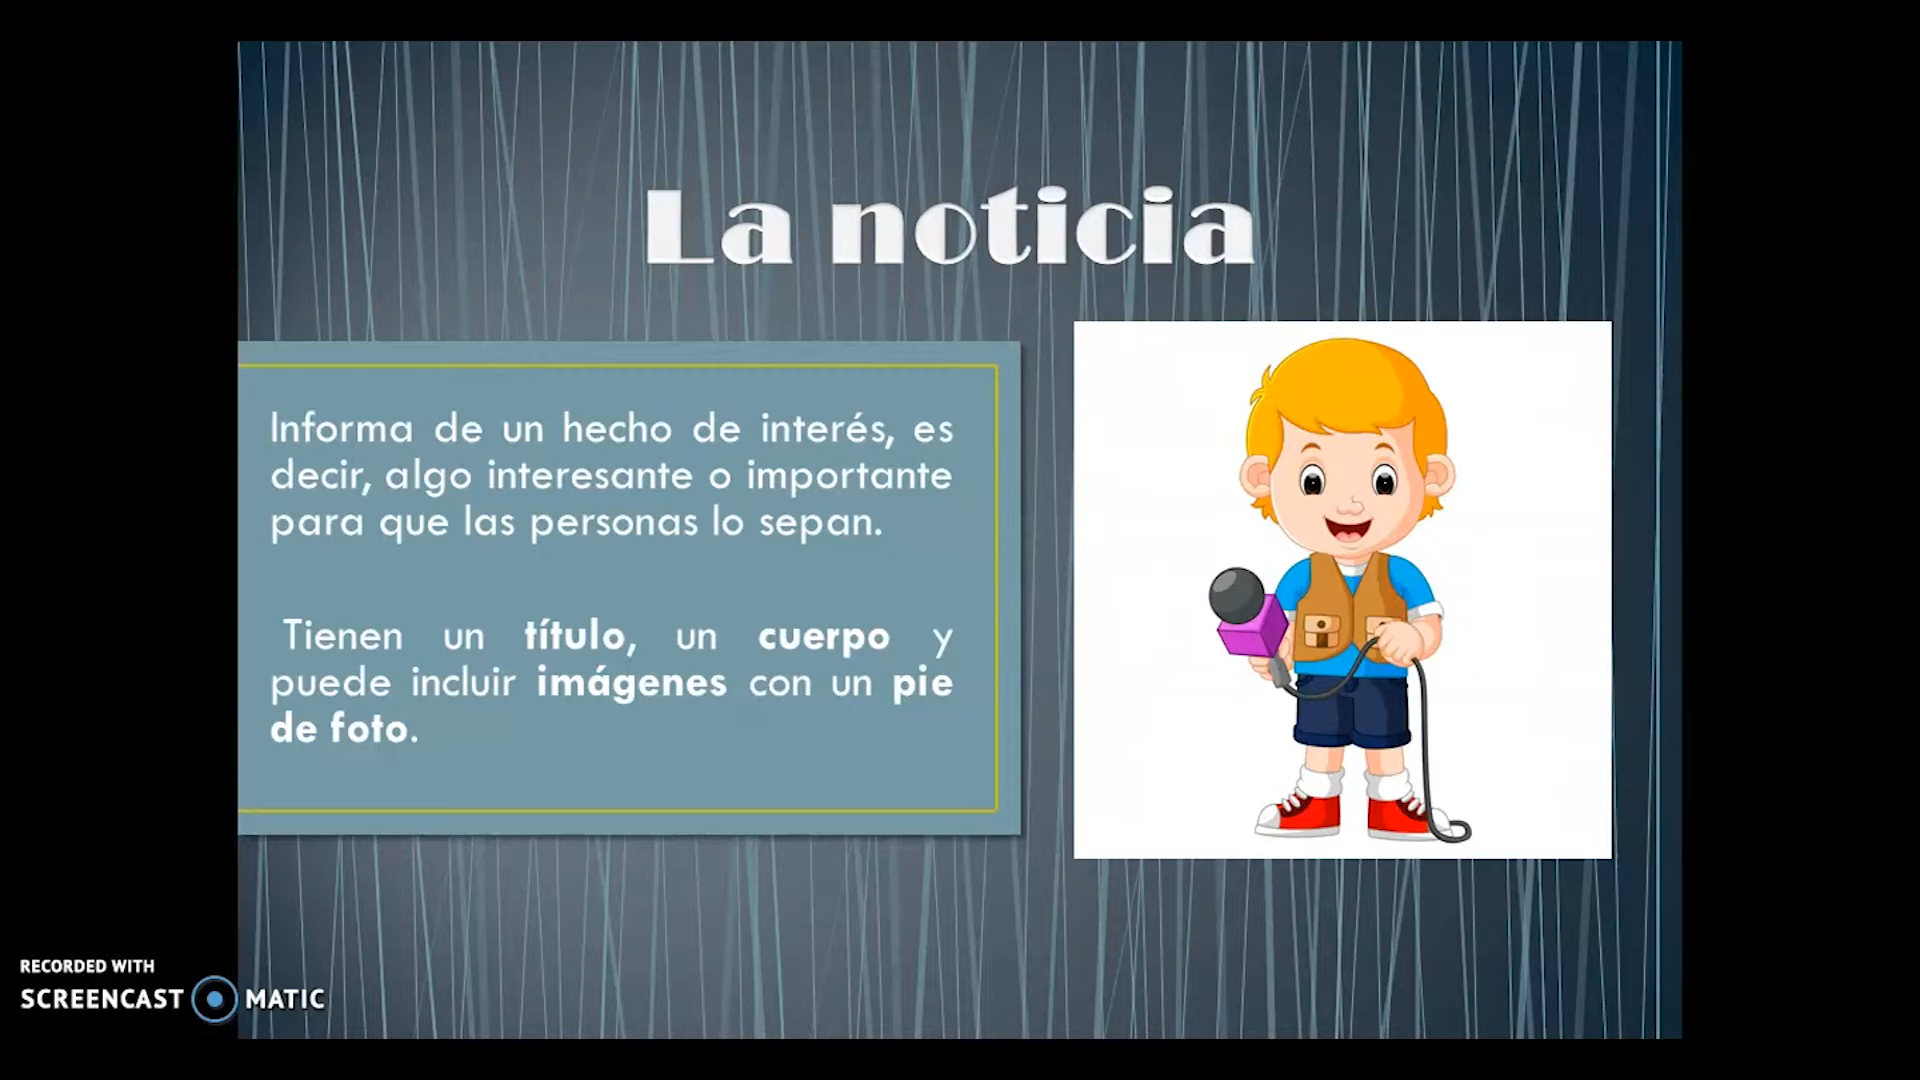 La noticia
Informa de un hecho de interés, es
decir, algo interesante o importante
para que las personas lo sepan.
Tienen un título, un cuerpo y
puede incluir imágenes con un pie
de foto.
RECORDED WITH
SCREENCAST MATIC